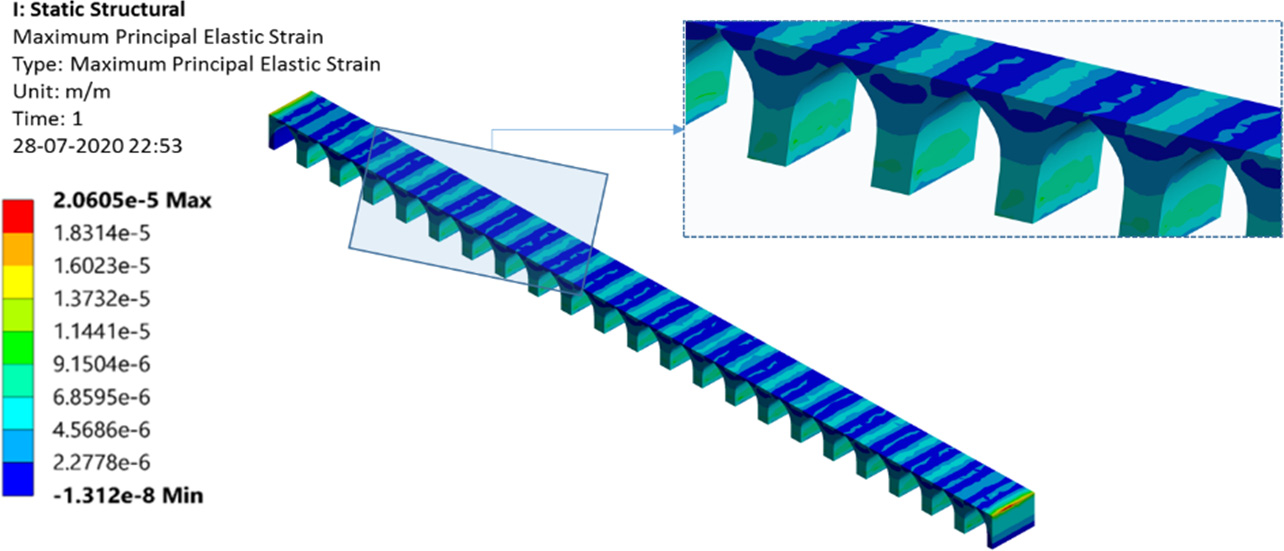 I: Static Structural
Maximum Principal Elastic Strain
Type: Maximum Principal Elastic Strain
Unit: m/m
Time: 1
28-07-2020 22:53
2.0605e-5 Max
1.8314e-5
1.6023e-5
1.3732e-5
1.1441e-5
9.1504e-6
6.8595e-6
4.5686e-6
2.2778e-6
-1.312e-8 Min